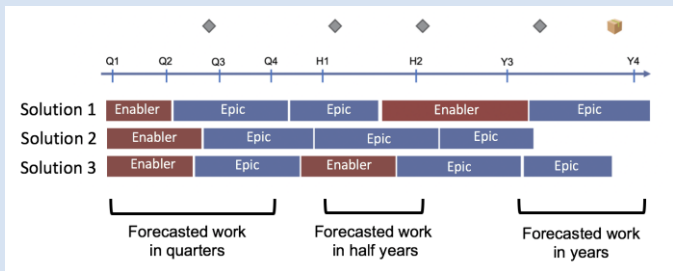 Q1 Q2 Q3 Q4 H1 H2 Y3 Y4
Solution 1 Enabler Epic Epic Enabler Epic
Solution 2 Enabler Epic Epic Epic
Solution 3 Enabler Epic Enabler Epic Epic
Forecasted work
in quarters
Forecasted work
in half years
Forecasted work
in years